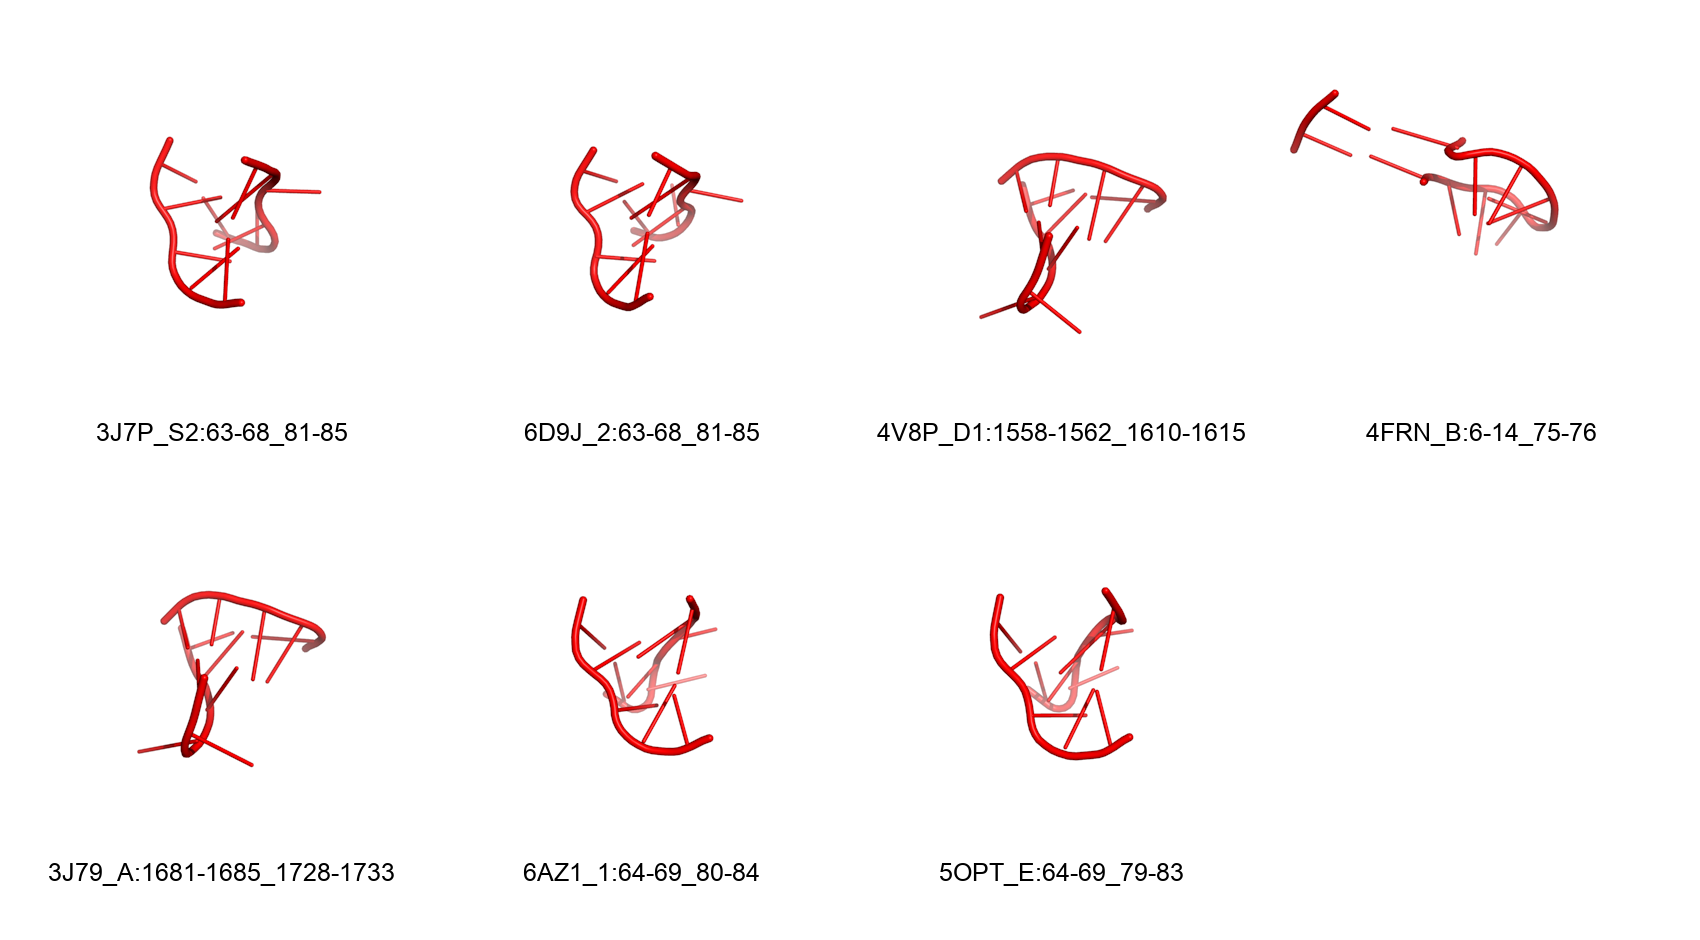 3J7P_S2:63-68_81-85
6D9J_2:63-68_81-85
4V8P_D1:1558-1562_1610-1615
4FRN_B:6-14_75-76
3J79_A:1681-1685_1728-1733
6AZ1_1:64-69_80-84
5OPT_E:64-69_79-83